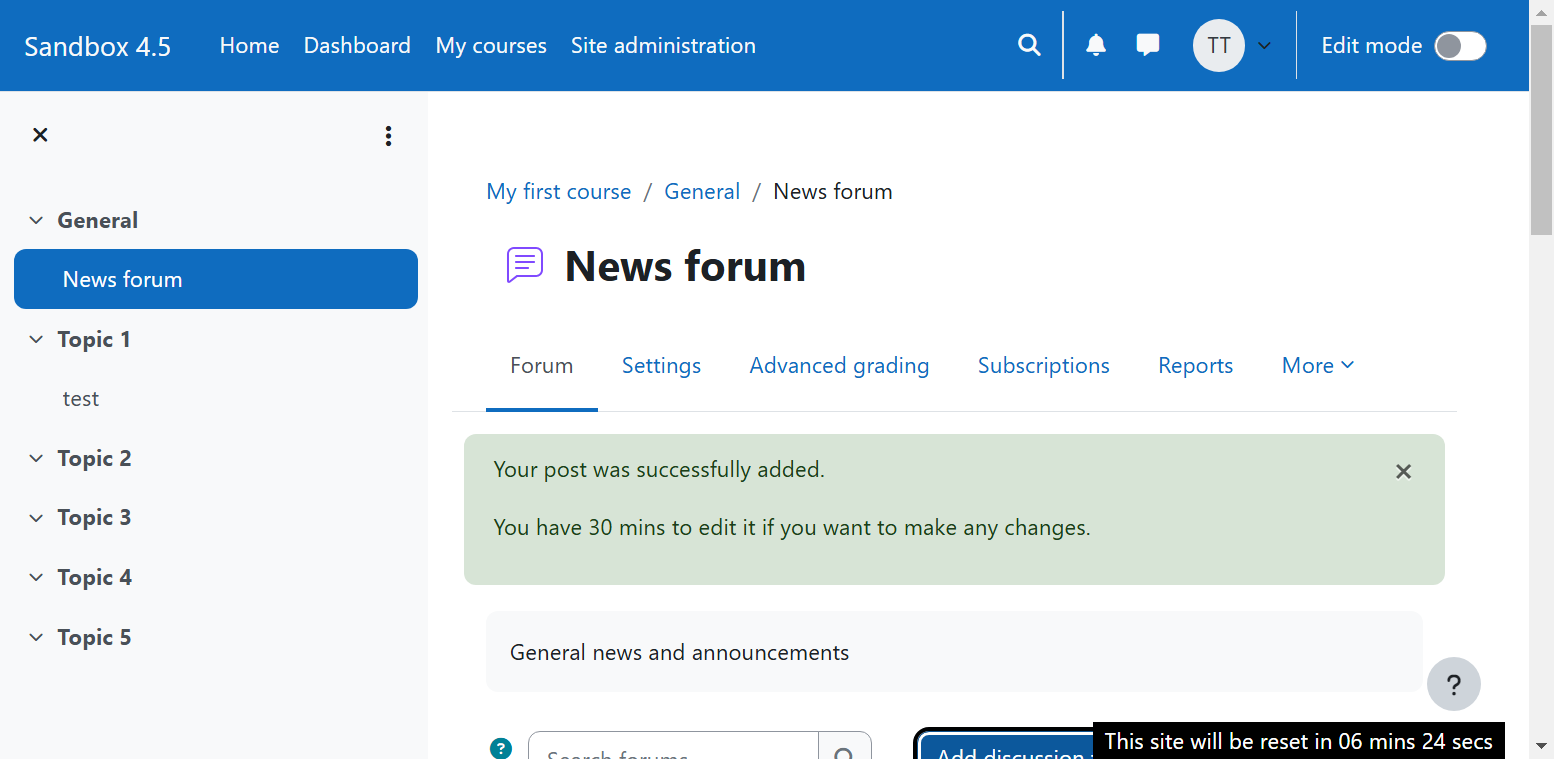 Sandbox 4.5 Home Dashboard My courses Site administration TT Edit mode
General
News forum
Topic 1
test
Topic 2
Topic 3
Topic 4
Topic 5
My first course / General / News forum
News forum
Forum Settings Advanced grading Subscriptions Reports More
Your post was successfully added.
You have 30 mins to edit it if you want to make any changes.
General news and announcements
?
? Search forums Add discussion
This site will be reset in 06 mins 24 secs